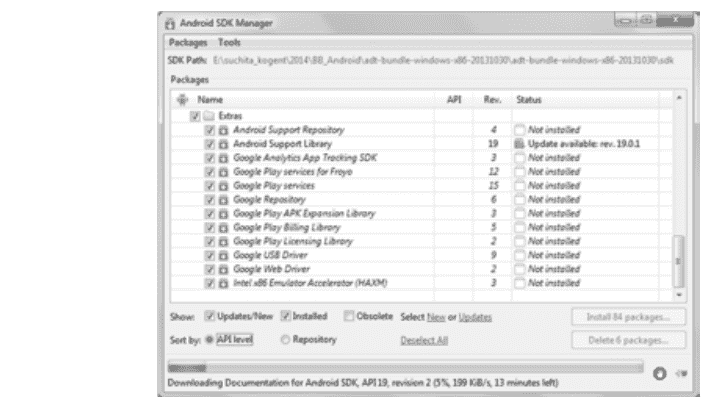 Android SDK Manager
Packages Tools
SDK Path: E:\suchita_kogent\2014\BB_Android\adt-bundle-windows-x86-20131030\adt-bundle-windows-x86-20131030\sdk
Packages
Name API Rev. Status
Extras
Android Support Repository 4 Not installed
Android Support Library 19 Update available: rev. 19.0.1
Google Analytics App Tracking SDK 3 Not installed
Google Play services for Froyo 12 Not installed
Google Play services 15 Not installed
Google Repository 6 Not installed
Google Play APK Expansion Library 3 Not installed
Google Play Billing Library 5 Not installed
Google Play Licensing Library 2 Not installed
Google USB Driver 9 Not installed
Google Web Driver 2 Not installed
Intel x86 Emulator Accelerator (HAXM) 3 Not installed
Show: Updates/New Installed Obsolete Select New or Updates Install 84 packages...
Sort by: API level Repository Deselect All Delete 6 packages...
Downloading Documentation for Android SDK, API 19, revision 2 (5%, 199 KiB/s, 13 minutes left)